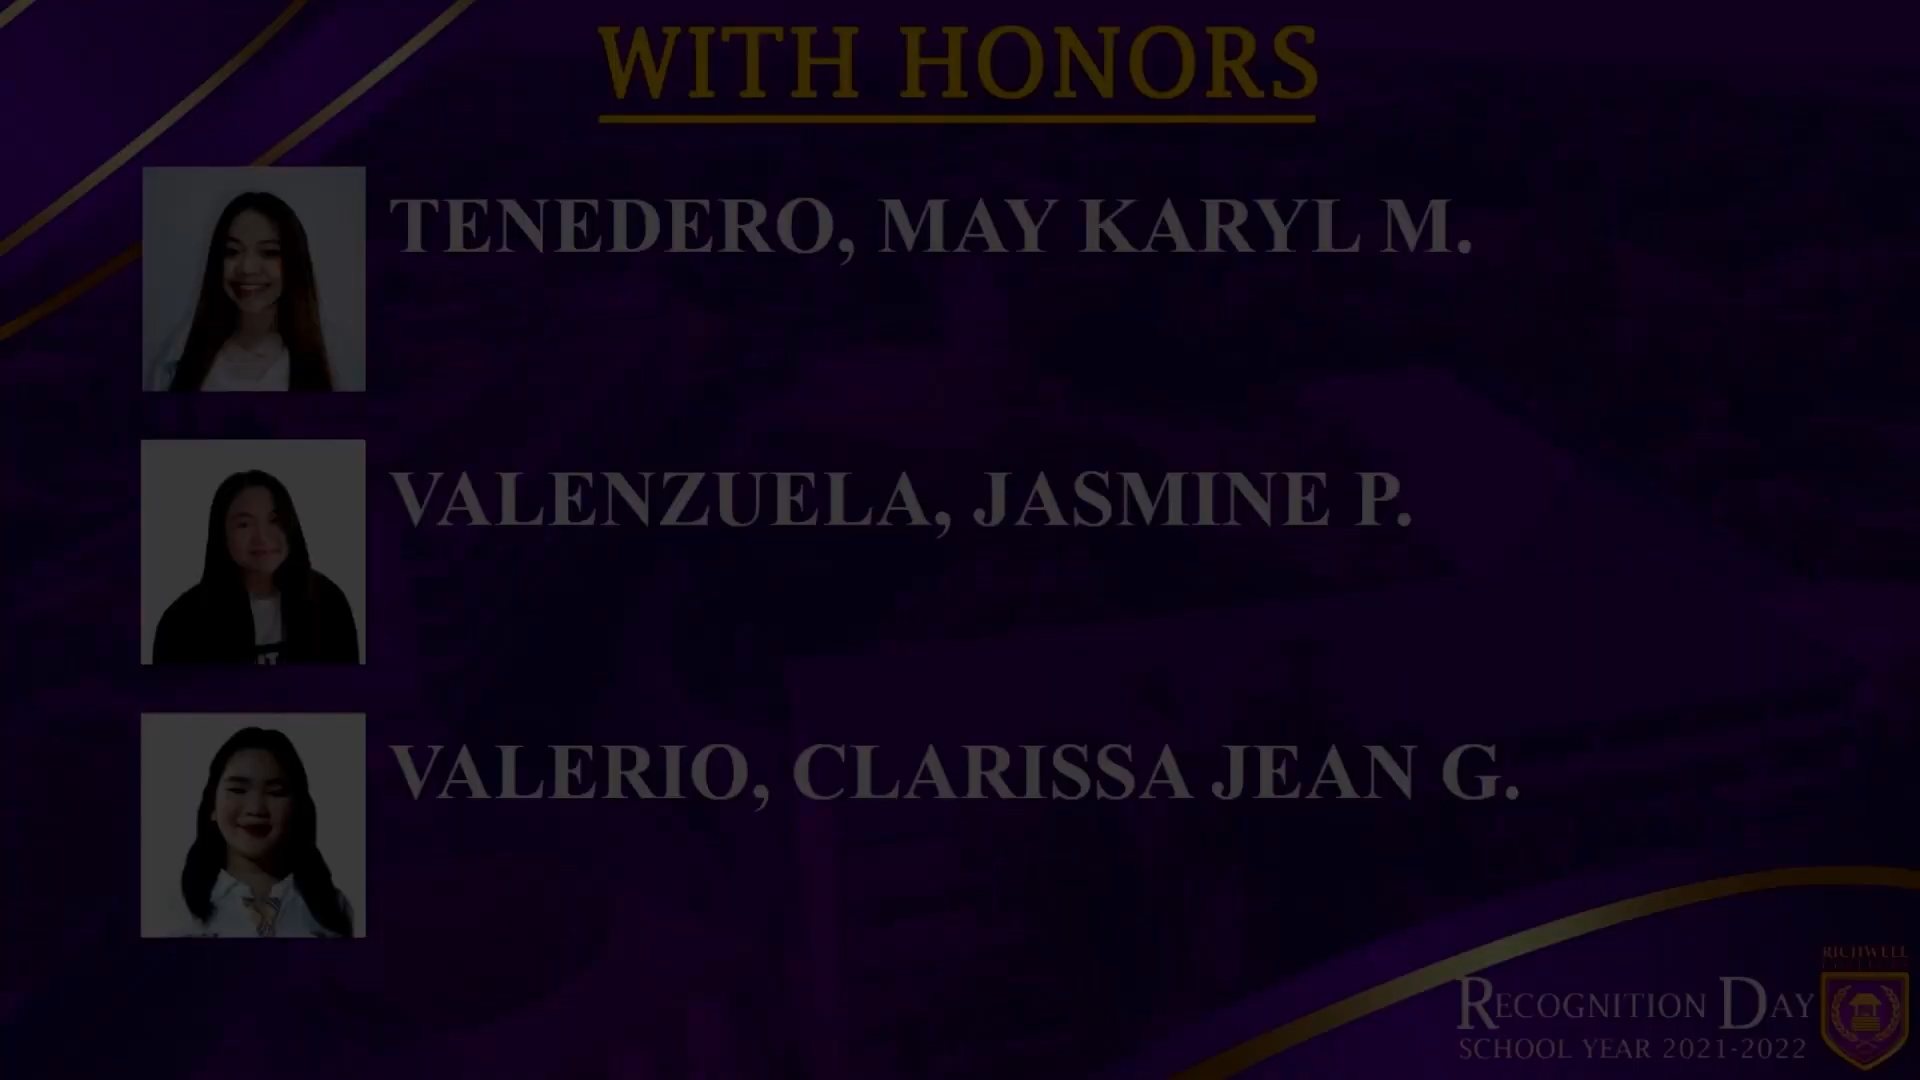 WITH HONORS
TENEDERO, MAY KARYL M.
VALENZUELA, JASMINE P.
VALERIO, CLARISSA JEAN G.
RICHWELL
RECOGNITION DAY
SCHOOL YEAR 2021-2022